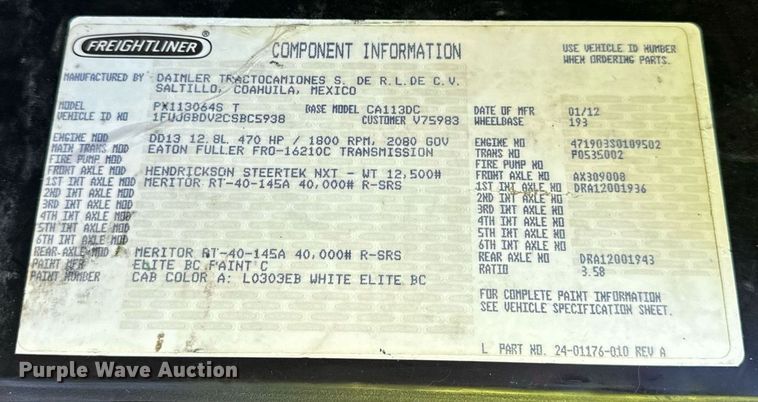 FREIGHTLINER
COMPONENT INFORMATION
USE VEHICLE ID NUMBER
WHEN ORDERING PARTS.
MANUFACTURED BY DAIMLER TRACTOCAMIONES S. DE R.L.DE C.V.
SALTILLO, COAHUILA, MEXICO
MODEL PX113064S T BASE MODEL CA113DC DATE OF MFR 01/12
VEHICLE ID NO 1FUJGBDV2CSBC5938 CUSTOMER V75983 WHEELBASE 193
ENGINE MOD DD13 12.8L 470 HP / 1800 RPM, 2080 GOV ENGINE NO 471903S0109502
MAIN TRANS MOD EATON FULLER FRO-16210C TRANSMISSION TRANS NO P0535002
FIRE PUMP MOD FIRE PUMP NO
FRONT AXLE MOD HENDRICKSON STEERTEK NXT - WT 12,500# FRONT AXLE NO AX309008
1ST INT AXLE MOD MERITOR RT-40-145A 40,000# R-SRS 1ST INT AXLE NO DRA12001936
2ND INT AXLE MOD 2ND INT AXLE NO
3RD INT AXLE MOD 3RD INT AXLE NO
4TH INT AXLE MOD 4TH INT AXLE NO
5TH INT AXLE MOD 5TH INT AXLE NO
6TH INT AXLE MOD 6TH INT AXLE NO
REAR AXLE MOD MERITOR RT-40-145A 40,000# R-SRS REAR AXLE NO DRA12001943
PAINT MFR ELITE BC PAINT C RATIO 3.58
PAINT NUMBER CAB COLOR A: L0303EB WHITE ELITE BC
FOR COMPLETE PAINT INFORMATION
SEE VEHICLE SPECIFICATION SHEET.
L PART NO. 24-01176-010 REV A
Purple Wave Auction